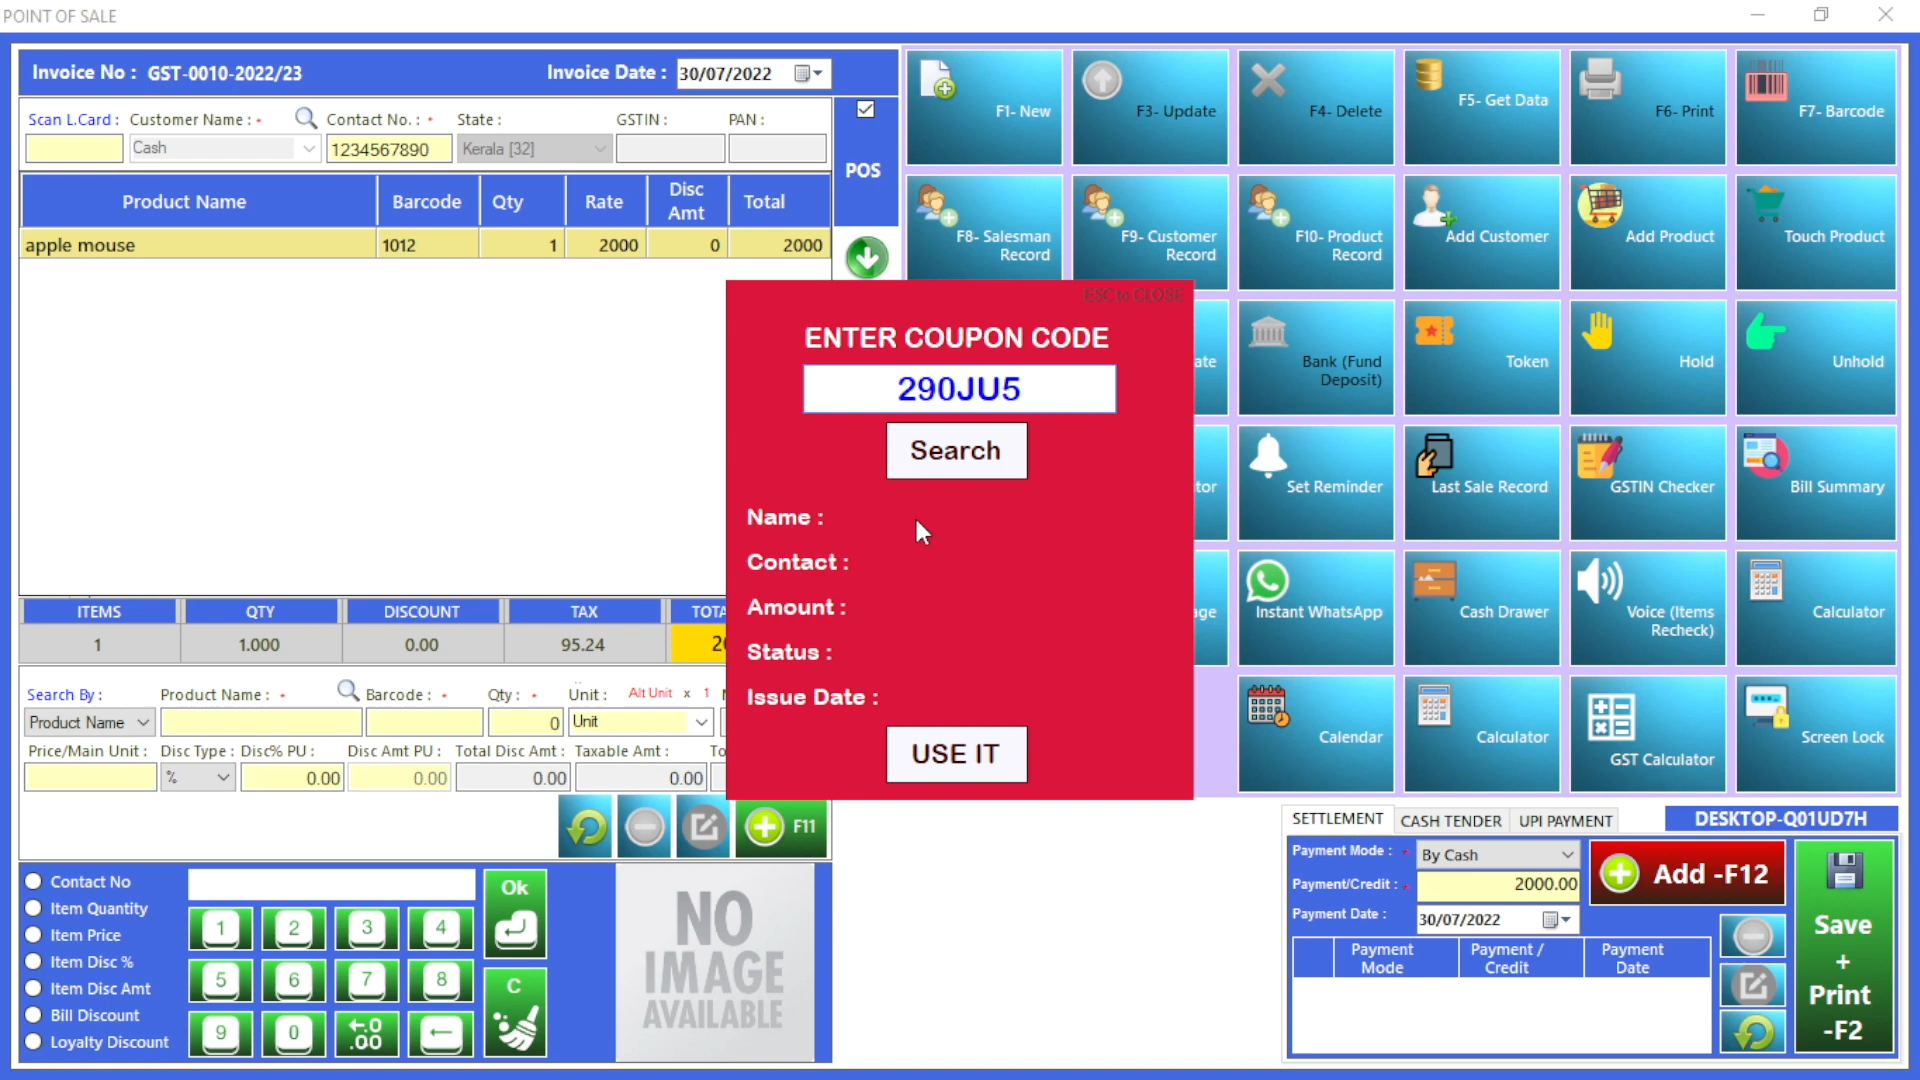 POINT OF SALE
Invoice No : GST-0010-2022/23
Invoice Date : 30/07/2022
Scan L.Card : Customer Name : * Contact No. : * State : GSTIN : PAN :
Cash 1234567890 Kerala [32]
POS
Product Name Barcode Qty Rate Disc Amt Total
apple mouse 1012 1 2000 0 2000
F1- New
F3- Update
F4- Delete
F5- Get Data
F6- Print
F7- Barcode
F8- Salesman Record
F9- Customer Record
F10- Product Record
Add Customer
Add Product
Touch Product
ESC to CLOSE
ENTER COUPON CODE
290JU5
Search
Name :
Contact :
Amount :
Status :
Issue Date :
USE IT
ate
Bank (Fund Deposit)
Token
Hold
Unhold
tor
Set Reminder
Last Sale Record
GSTIN Checker
Bill Summary
ge
Instant WhatsApp
Cash Drawer
Voice (Items Recheck)
Calculator
Calendar
Calculator
GST Calculator
Screen Lock
ITEMS QTY DISCOUNT TAX TOTA
1 1.000 0.00 95.24 20
Search By : Product Name : * Barcode : * Qty : * Unit : Alt Unit x 1
Product Name 0 Unit
Price/Main Unit : Disc Type : Disc% PU : Disc Amt PU : Total Disc Amt : Taxable Amt : To
% 0.00 0.00 0.00 0.00
F11
Contact No
Item Quantity
Item Price
Item Disc %
Item Disc Amt
Bill Discount
Loyalty Discount
1 2 3 4
5 6 7 8
9 0 ←.0 .00 ←
Ok
C
NO
IMAGE
AVAILABLE
SETTLEMENT CASH TENDER UPI PAYMENT
DESKTOP-Q01UD7H
Payment Mode : * By Cash
Payment/Credit : * 2000.00
Payment Date : 30/07/2022
Add -F12
Payment Mode Payment / Credit Payment Date
Save
+
Print
-F2